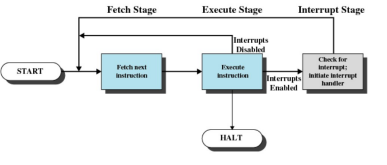 Fetch Stage Execute Stage Interrupt Stage
Interrupts
Disabled
START
Fetch next
instruction
Execute
instruction
Interrupts
Enabled
Check for
interrupt;
initiate interrupt
handler
HALT